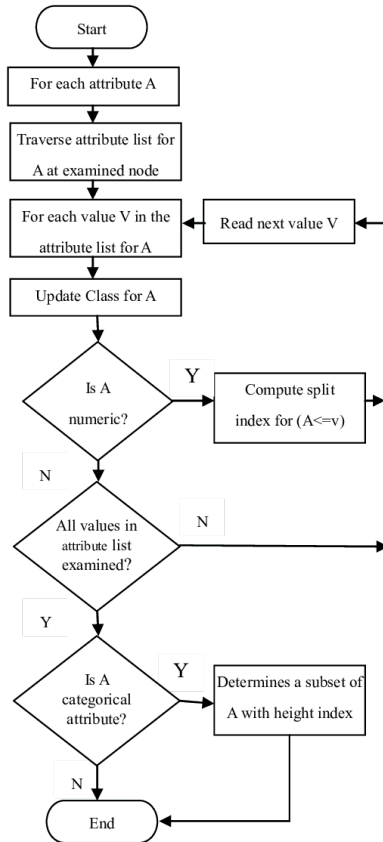 Start
For each attribute A
Traverse attribute list for
A at examined node
For each value V in the
attribute list for A
Read next value V
Update Class for A
Is A
numeric?
Y
Compute split
index for (A<=v)
N
All values in
attribute list
examined?
N
Y
Is A
categorical
attribute?
Y
Determines a subset of
A with height index
N
End